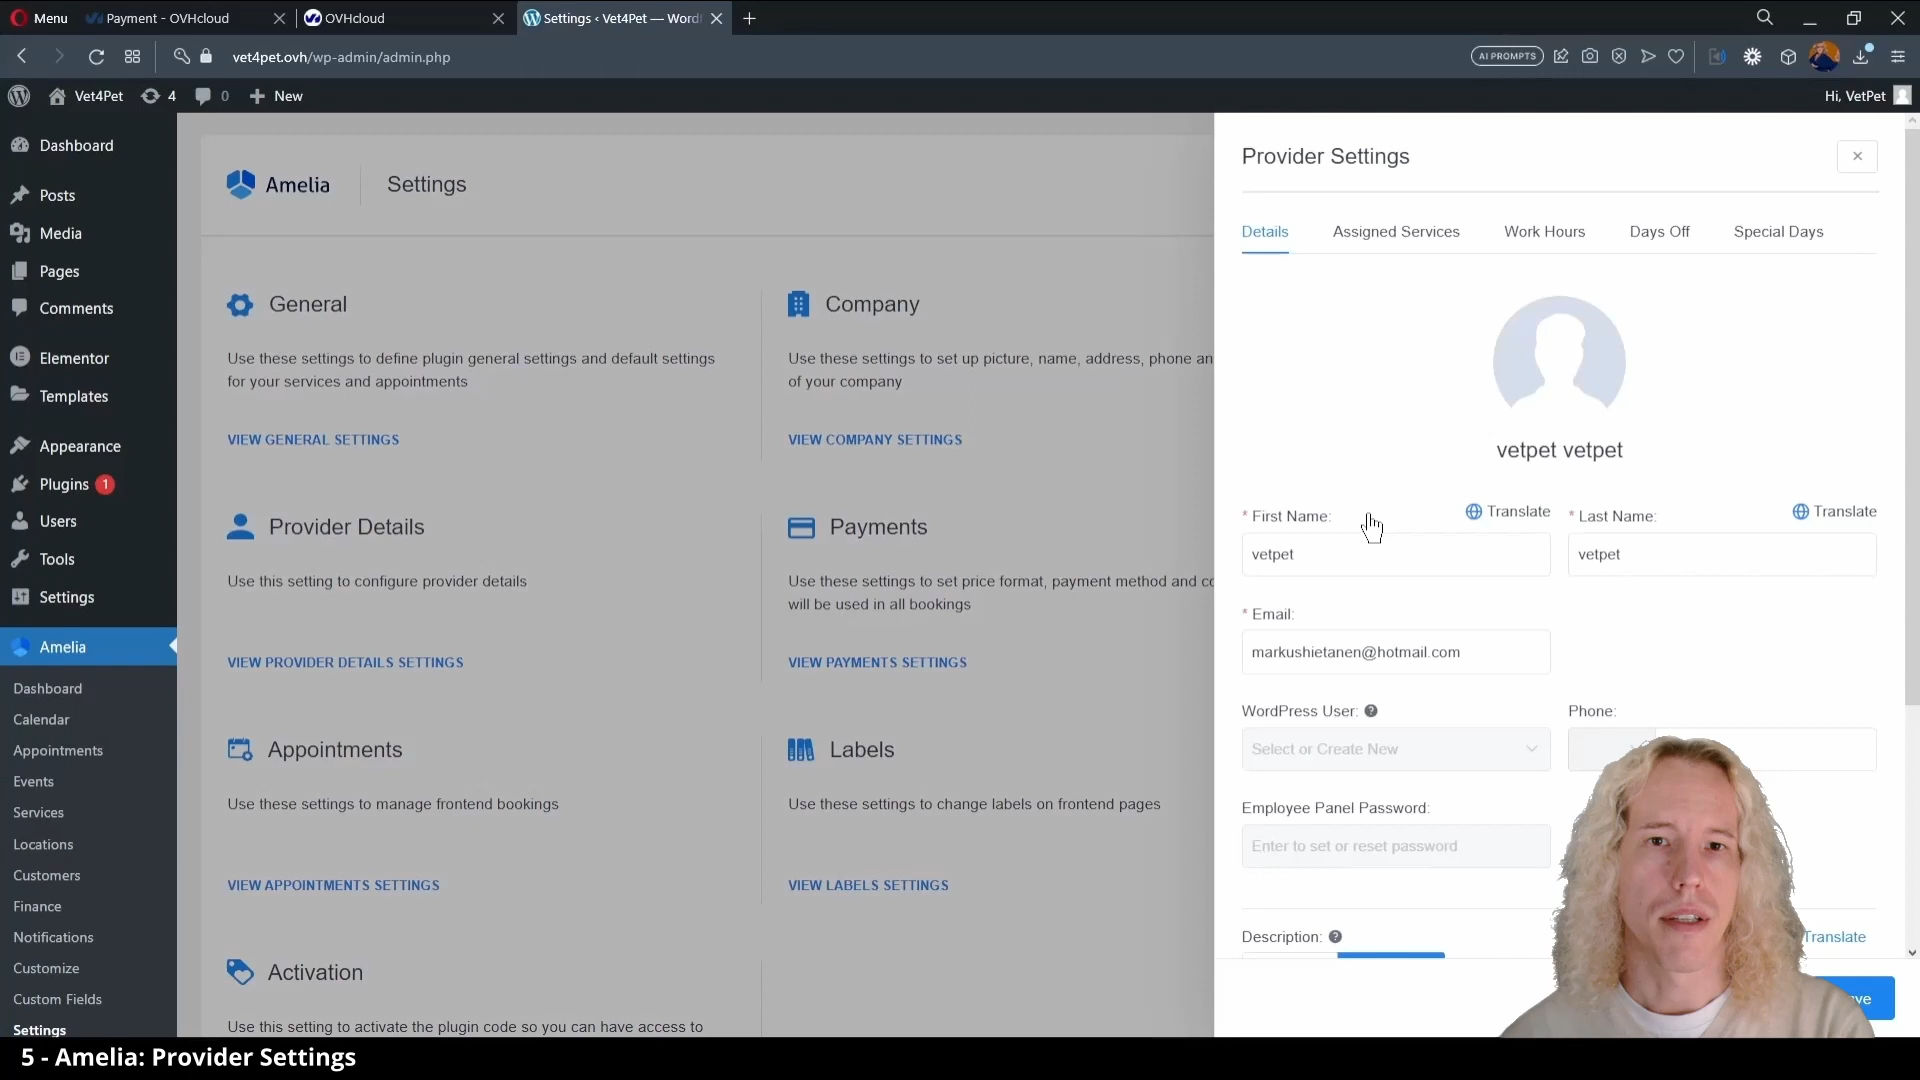 Menu
Payment - OVHcloud
OVHcloud
Settings ‹ Vet4Pet — Word
vet4pet.ovh/wp-admin/admin.php
AI PROMPTS
Vet4Pet
4
0
New
Hi, VetPet
Dashboard
Posts
Media
Pages
Comments
Elementor
Templates
Appearance
Plugins 1
Users
Tools
Settings
Amelia
Dashboard
Calendar
Appointments
Events
Services
Locations
Customers
Finance
Notifications
Customize
Custom Fields
Settings
Amelia
Settings
General
Use these settings to define plugin general settings and default settings
for your services and appointments
VIEW GENERAL SETTINGS
Company
Use these settings to set up picture, name, address, phone an
of your company
VIEW COMPANY SETTINGS
Provider Details
Use this setting to configure provider details
VIEW PROVIDER DETAILS SETTINGS
Payments
Use these settings to set price format, payment method and co
will be used in all bookings
VIEW PAYMENTS SETTINGS
Appointments
Use these settings to manage frontend bookings
VIEW APPOINTMENTS SETTINGS
Labels
Use these settings to change labels on frontend pages
VIEW LABELS SETTINGS
Activation
Use this setting to activate the plugin code so you can have access to
Provider Settings
Details
Assigned Services
Work Hours
Days Off
Special Days
vetpet vetpet
* First Name:
Translate
* Last Name:
Translate
vetpet
vetpet
* Email:
markushietanen@hotmail.com
WordPress User:
Phone:
Select or Create New
Employee Panel Password:
Enter to set or reset password
Description:
Translate
ve
5 - Amelia: Provider Settings